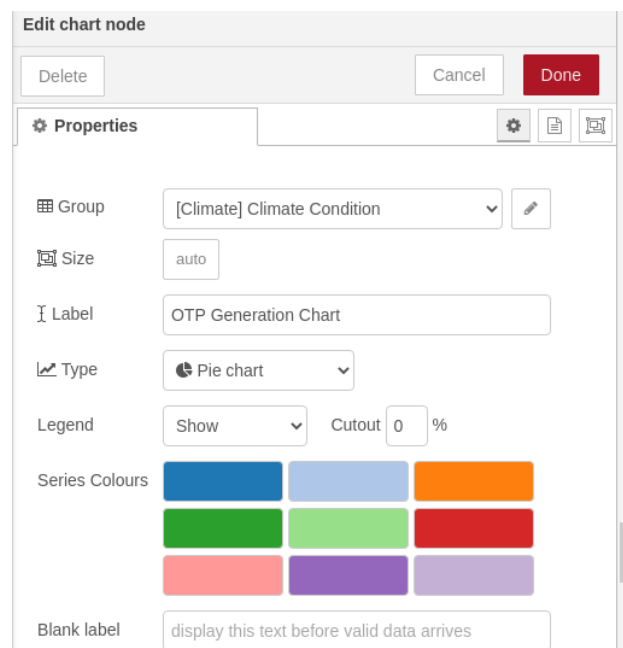 Edit chart node
Delete Cancel Done
Properties
Group [Climate] Climate Condition
Size auto
Label OTP Generation Chart
Type Pie chart
Legend Show Cutout 0 %
Series Colours
Blank label display this text before valid data arrives